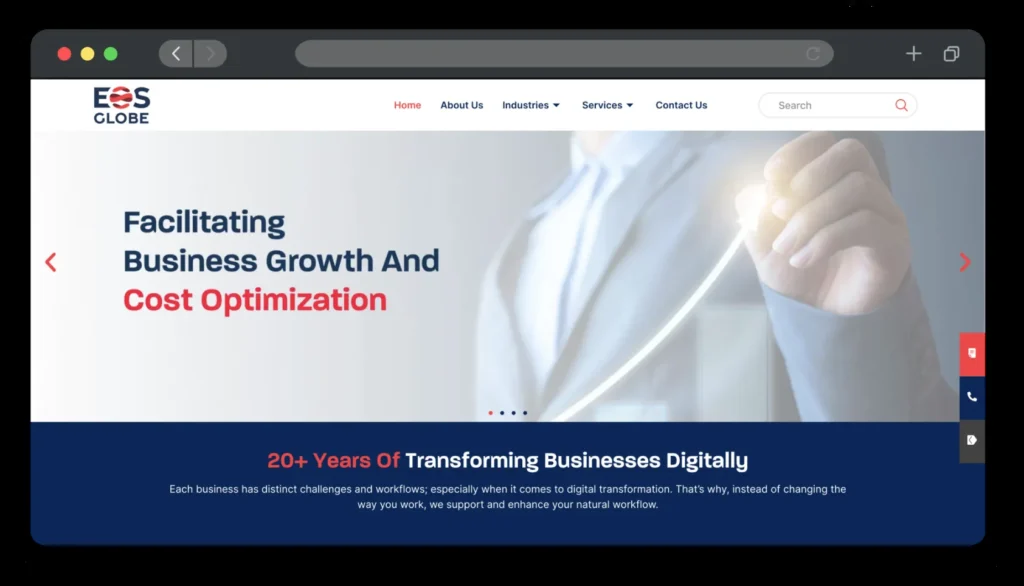 EOS
GLOBE
Home About Us Industries Services Contact Us Search
Facilitating
Business Growth And
Cost Optimization
20+ Years Of Transforming Businesses Digitally
Each business has distinct challenges and workflows; especially when it comes to digital transformation. That's why, instead of changing the
way you work, we support and enhance your natural workflow.